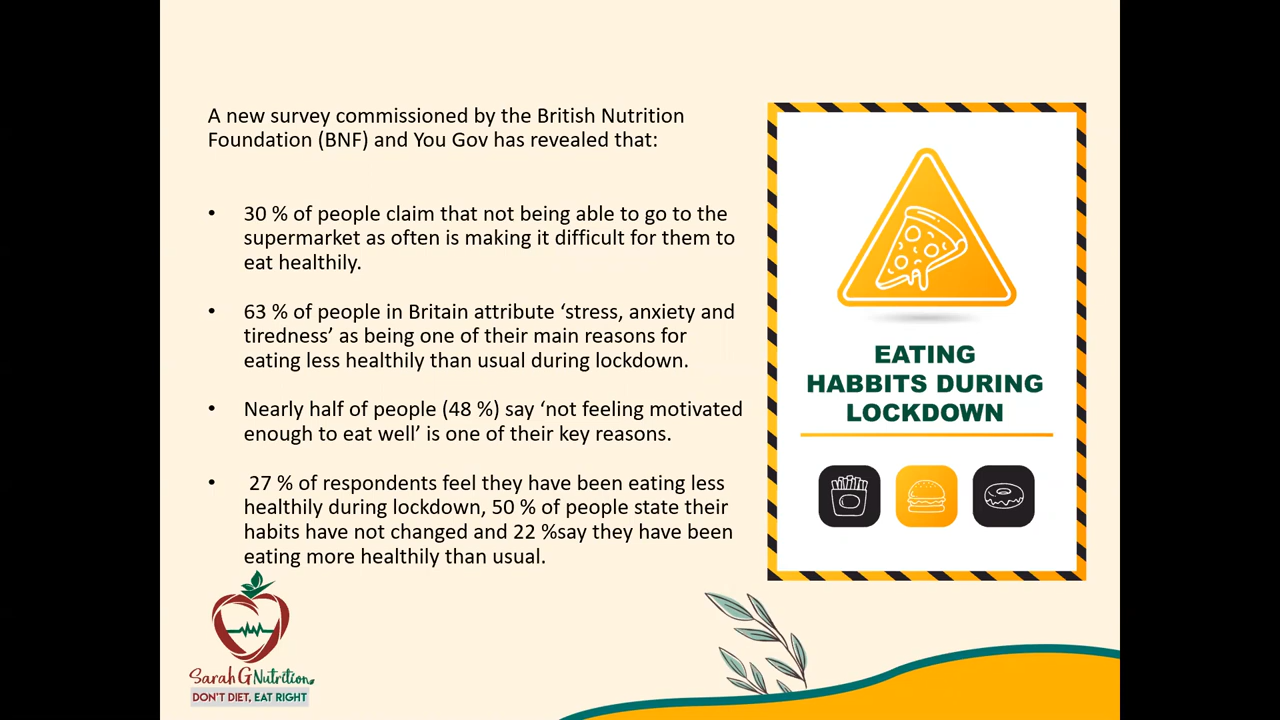 A new survey commissioned by the British Nutrition
Foundation (BNF) and You Gov has revealed that:
• 30 % of people claim that not being able to go to the
supermarket as often is making it difficult for them to
eat healthily.
• 63 % of people in Britain attribute ‘stress, anxiety and
tiredness’ as being one of their main reasons for
eating less healthily than usual during lockdown.
• Nearly half of people (48 %) say ‘not feeling motivated
enough to eat well’ is one of their key reasons.
• 27 % of respondents feel they have been eating less
healthily during lockdown, 50 % of people state their
habits have not changed and 22 %say they have been
eating more healthily than usual.
EATING
HABBITS DURING
LOCKDOWN
Sarah G Nutrition
DON'T DIET, EAT RIGHT